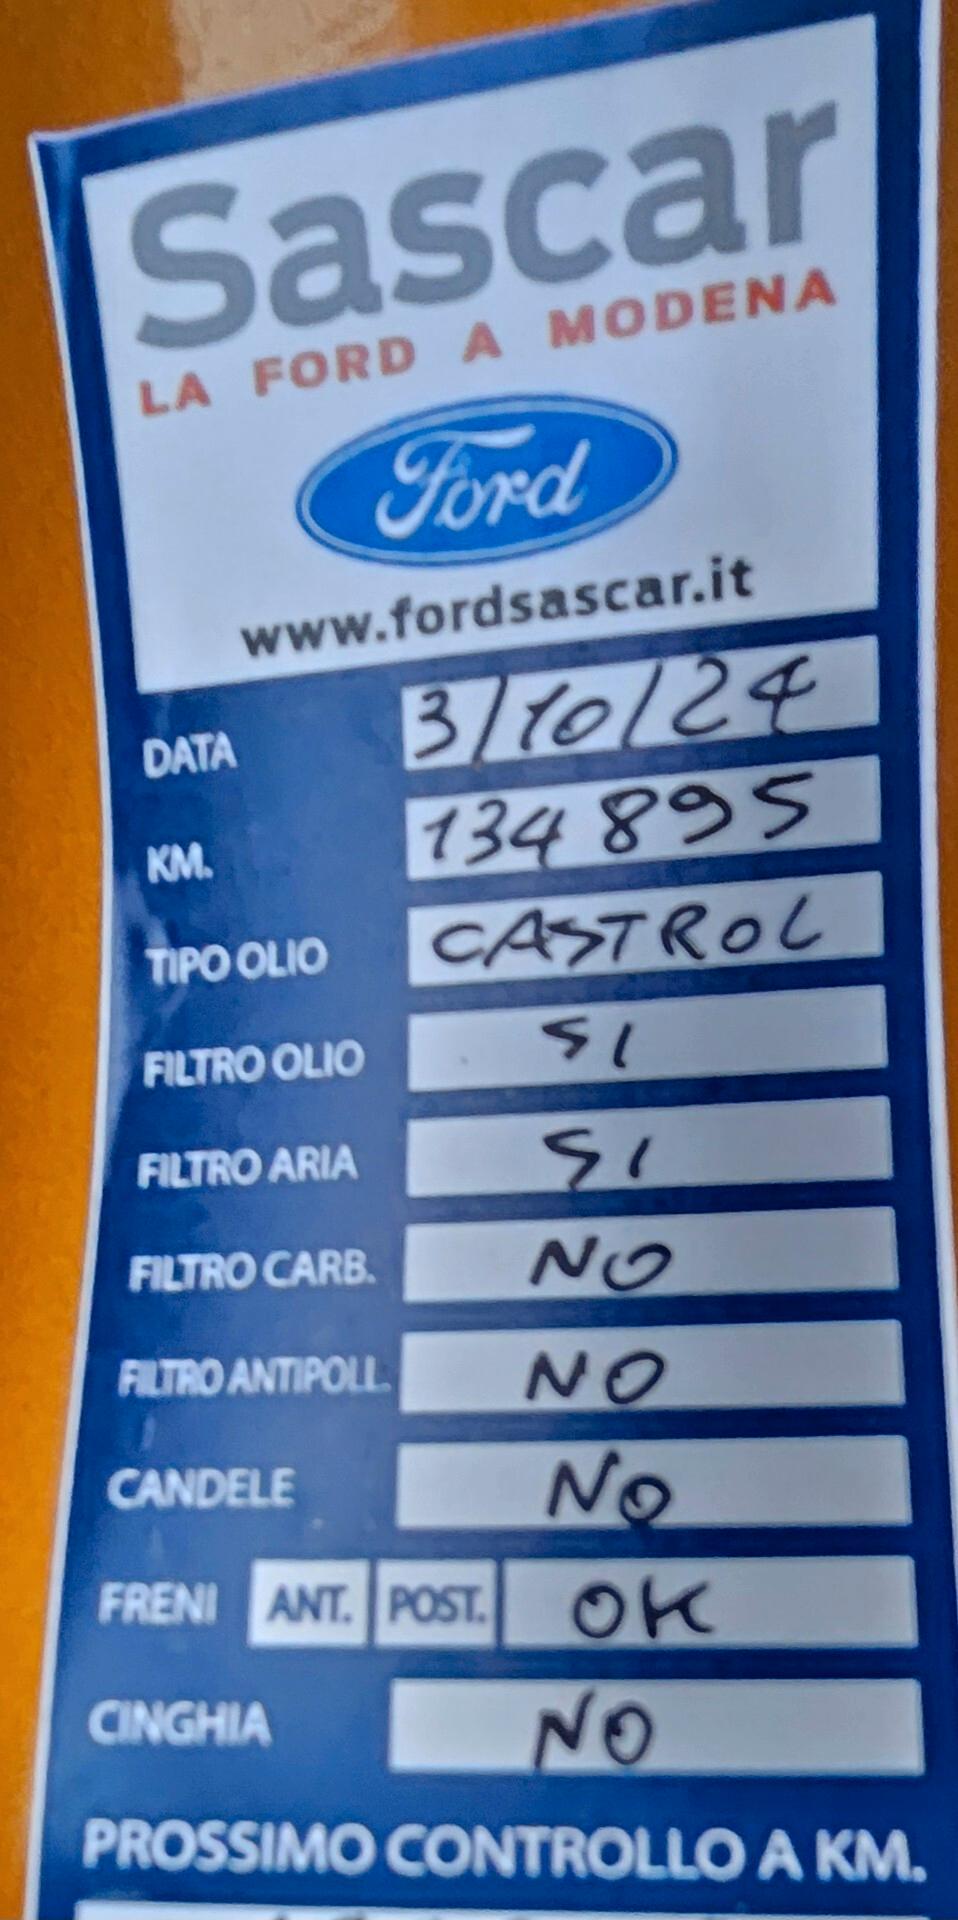 Sascar
LA FORD A MODENA
Ford
www.fordsascar.it
DATA 3/10/24
KM. 134895
TIPO OLIO CASTROL
FILTRO OLIO SI
FILTRO ARIA SI
FILTRO CARB. NO
FILTRO ANTIPOLL. NO
CANDELE NO
FRENI ANT. POST. OK
CINGHIA NO
PROSSIMO CONTROLLO A KM.